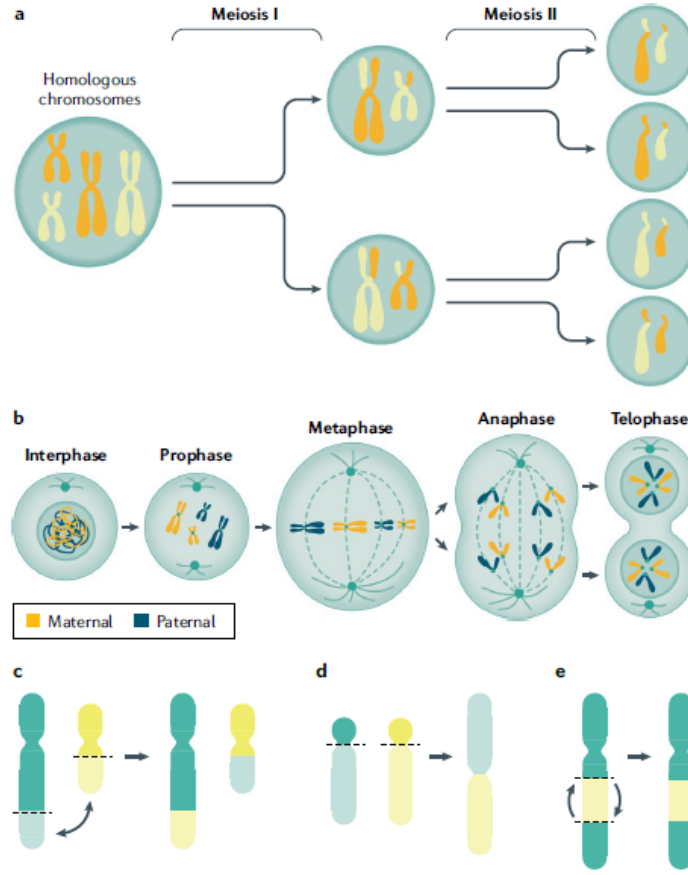 a
Meiosis I
Meiosis II
Homologous
chromosomes
b
Interphase
Prophase
Metaphase
Anaphase
Telophase
Maternal
Paternal
c
d
e